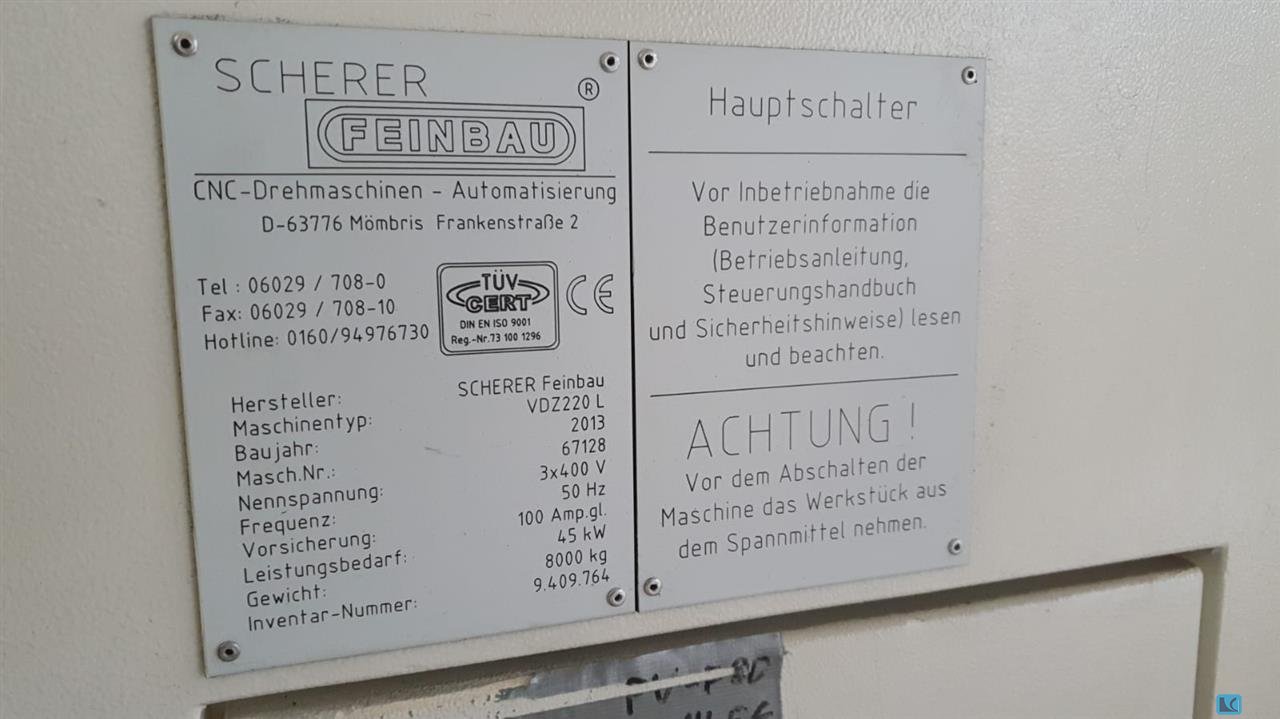 SCHERER
®
FEINBAU
CNC-Drehmaschinen - Automatisierung
D-63776 Mömbris Frankenstraße 2
Tel : 06029 / 708-0
Fax: 06029 / 708-10
Hotline: 0160/94976730
TÜV
CERT
DIN EN ISO 9001
Reg.-Nr.73 100 1296
CE
Hersteller: SCHERER Feinbau
Maschinentyp: VDZ220 L
Baujahr: 2013
Masch.Nr.: 67128
Nennspannung: 3x400 V
Frequenz: 50 Hz
Vorsicherung: 100 Amp.gl.
Leistungsbedarf: 45 kW
Gewicht: 8000 kg
Inventar-Nummer: 9.409.764
Hauptschalter
Vor Inbetriebnahme die
Benutzerinformation
(Betriebsanleitung,
Steuerungshandbuch
und Sicherheitshinweise) lesen
und beachten.
ACHTUNG !
Vor dem Abschalten der
Maschine das Werkstück aus
dem Spannmittel nehmen.